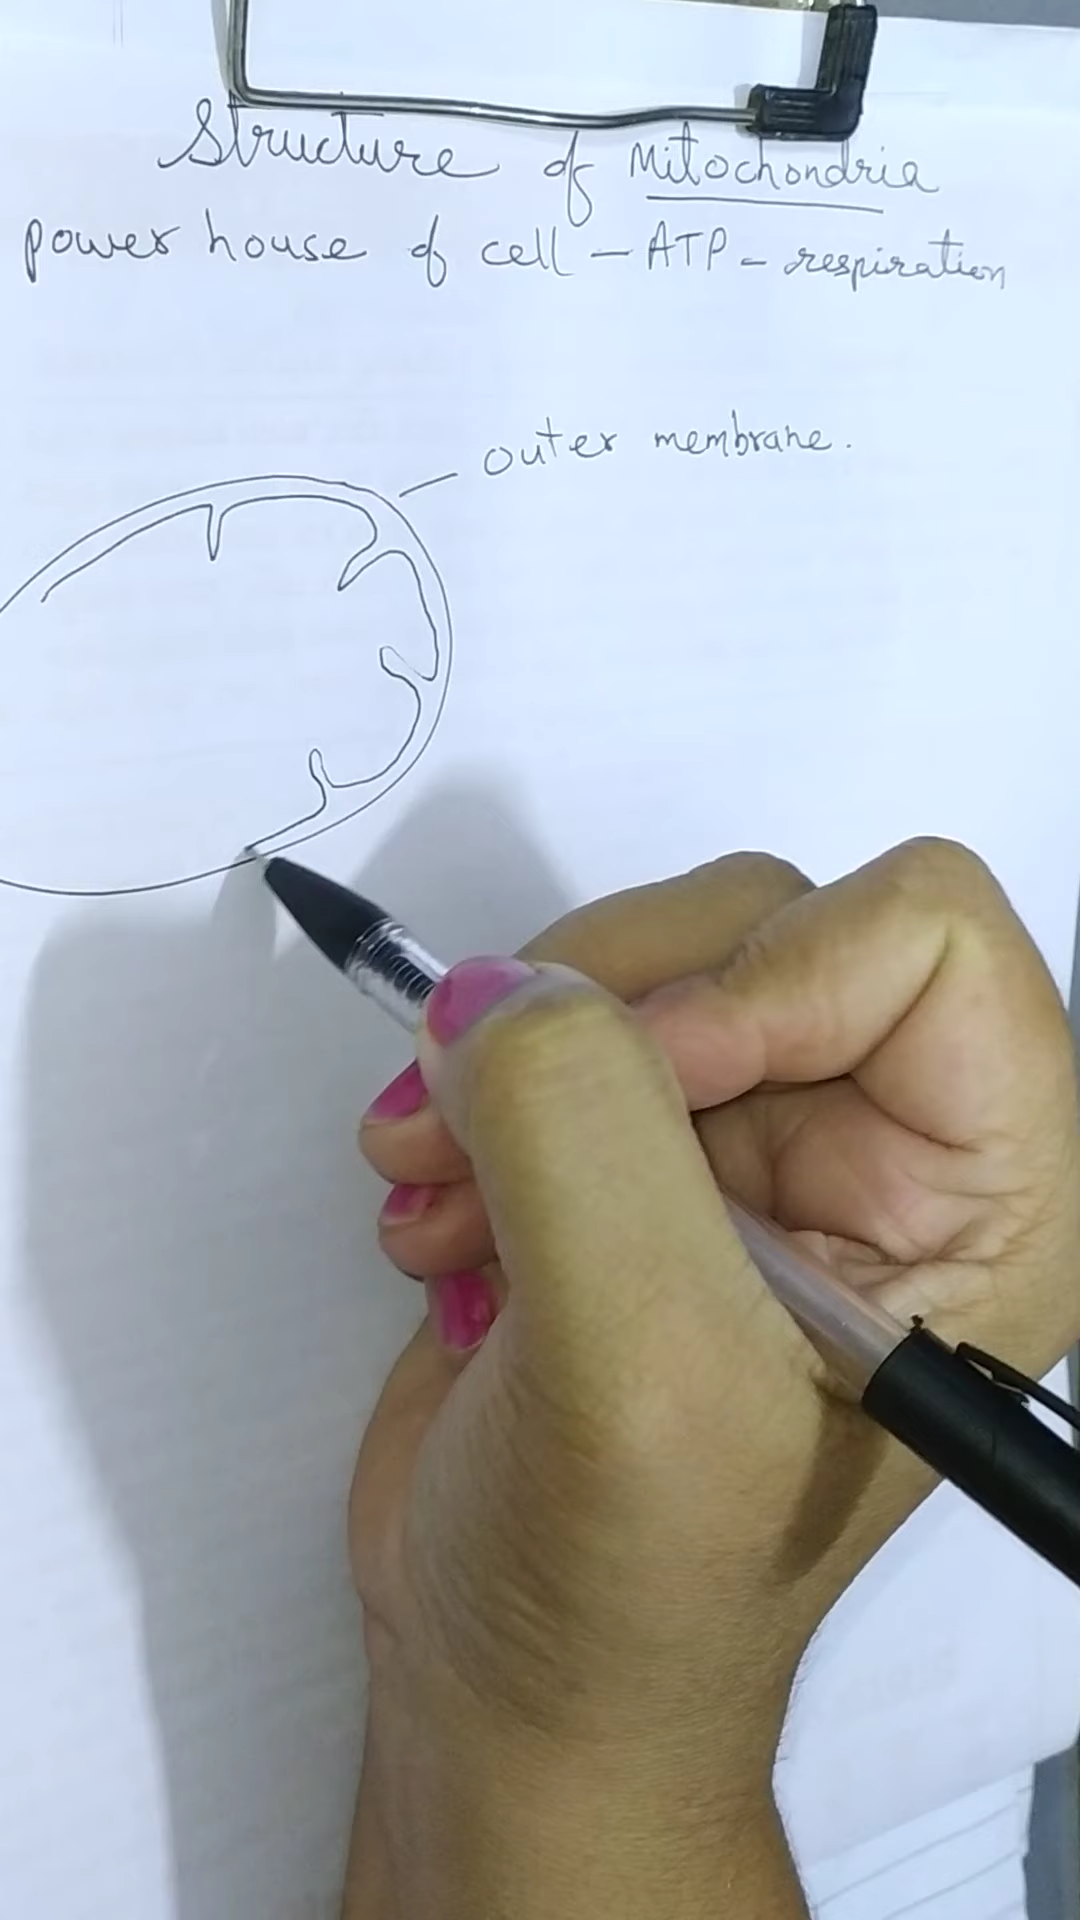 Structure of Mitochondria
power house of cell - ATP - respiration
outer membrane.